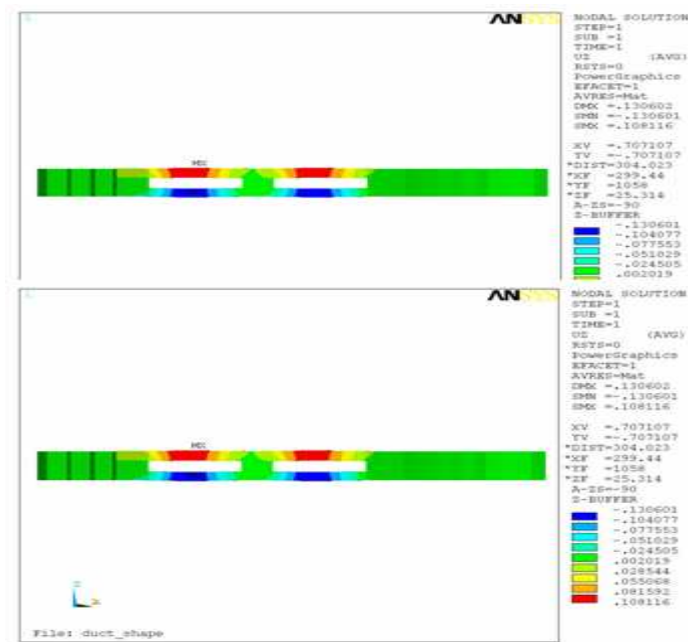 1
ANSYS
NODAL SOLUTION
STEP=1
SUB =1
TIME=1
UZ (AVG)
RSYS=0
PowerGraphics
EFACET=1
AVRES=Mat
DMX =.130602
SMN =-.130601
SMX =.108116
XV =.707107
YV =-.707107
*DIST=304.023
*XF =299.44
*YF =1058
*ZF =25.314
A-ZS=-90
Z-BUFFER
-.130601
-.104077
-.077553
-.051029
-.024505
.002019
MX
1
ANSYS
NODAL SOLUTION
STEP=1
SUB =1
TIME=1
UZ (AVG)
RSYS=0
PowerGraphics
EFACET=1
AVRES=Mat
DMX =.130602
SMN =-.130601
SMX =.108116
XV =.707107
YV =-.707107
*DIST=304.023
*XF =299.44
*YF =1058
*ZF =25.314
A-ZS=-90
Z-BUFFER
-.130601
-.104077
-.077553
-.051029
-.024505
.002019
.028544
.055068
.081592
.108116
MX
Z
X
File: duct_shape